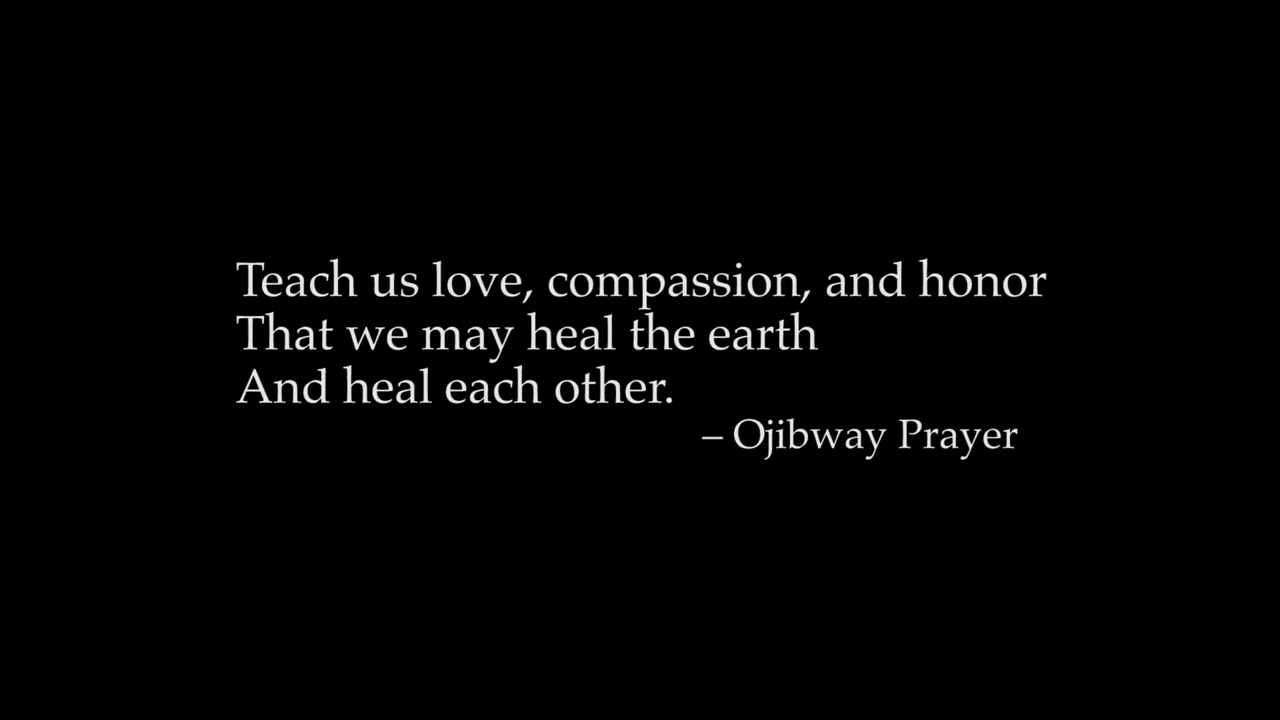 Teach us love, compassion, and honor
That we may heal the earth
And heal each other.
– Ojibway Prayer